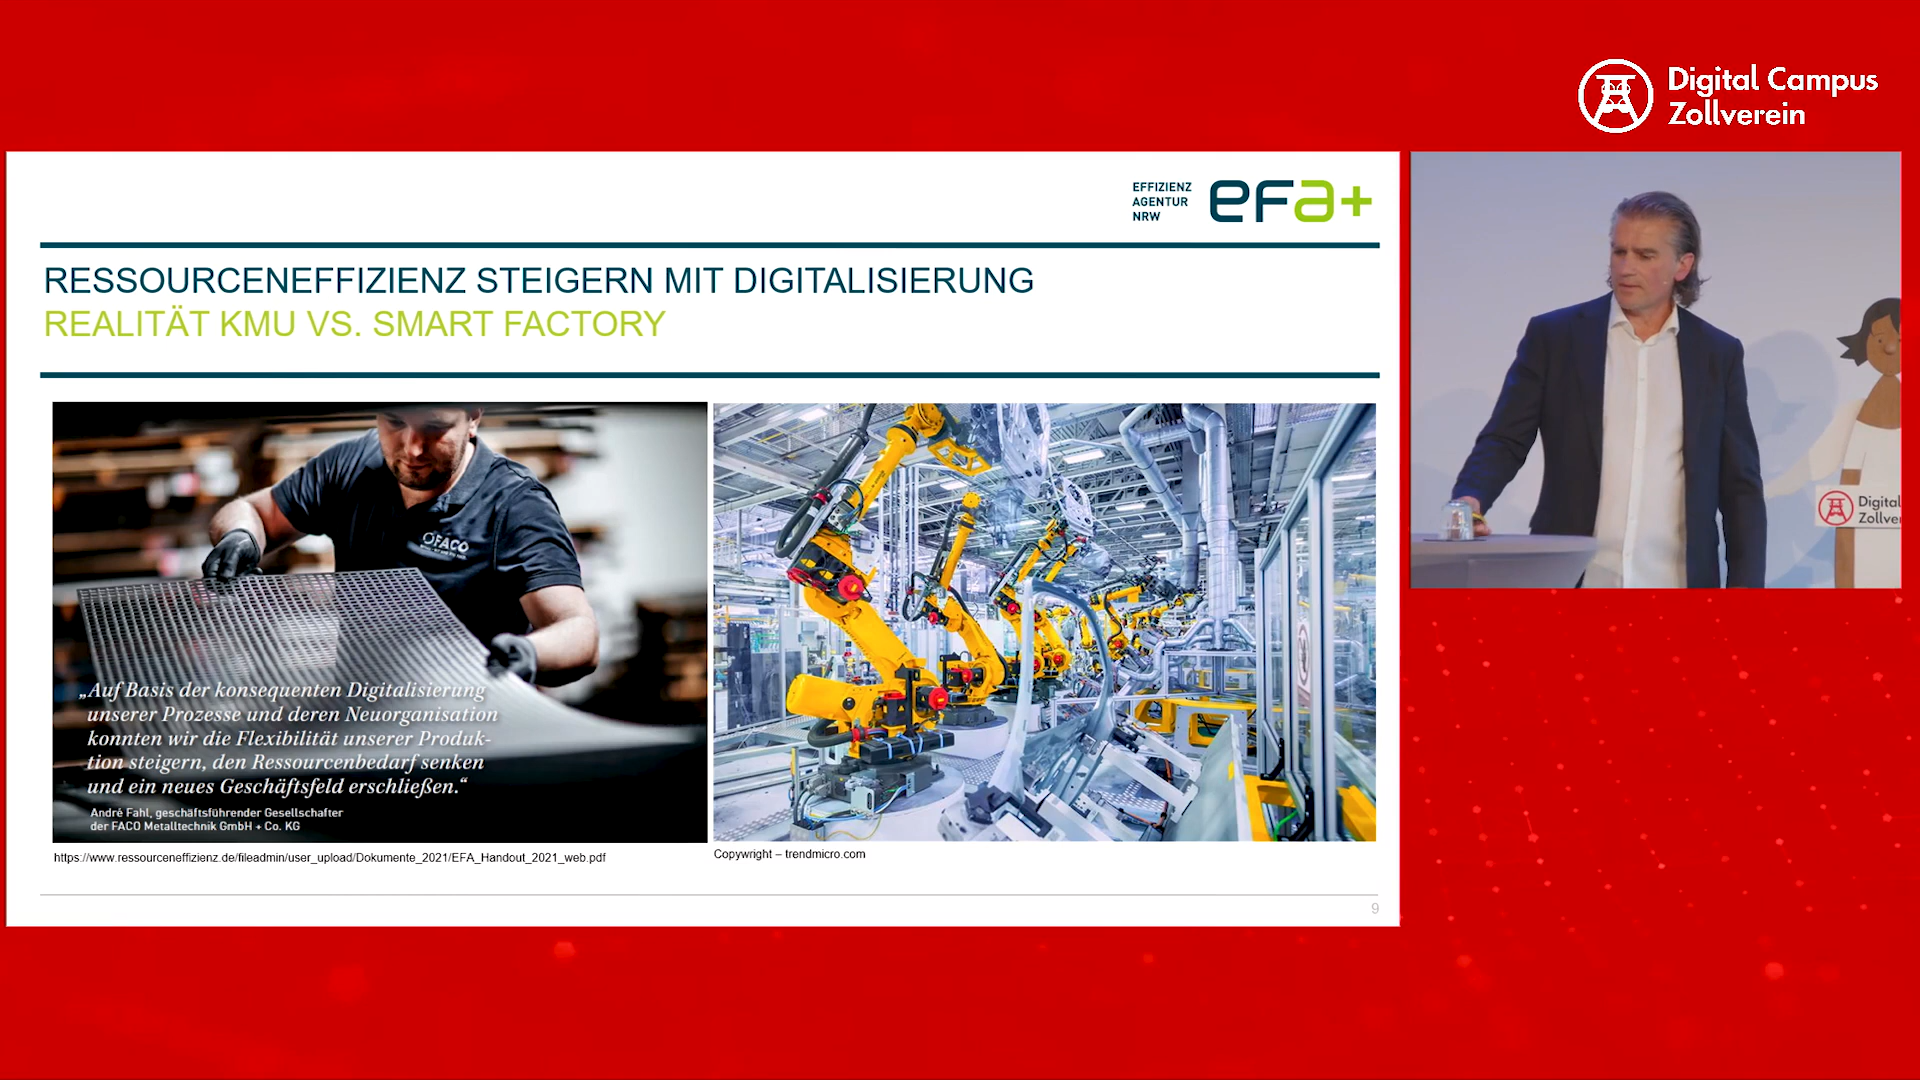 Digital Campus
Zollverein
EFFIZIENZ
AGENTUR
NRW
efa+
RESSOURCENEFFIZIENZ STEIGERN MIT DIGITALISIERUNG
REALITÄT KMU VS. SMART FACTORY
FACO
„Auf Basis der konsequenten Digitalisierung
unserer Prozesse und deren Neuorganisation
konnten wir die Flexibilität unserer Produk-
tion steigern, den Ressourcenbedarf senken
und ein neues Geschäftsfeld erschließen.“
André Fahl, geschäftsführender Gesellschafter
der FACO Metalltechnik GmbH + Co. KG
https://www.ressourceneffizienz.de/fileadmin/user_upload/Dokumente_2021/EFA_Handout_2021_web.pdf
Copywright – trendmicro.com
9
Digital
Zollve